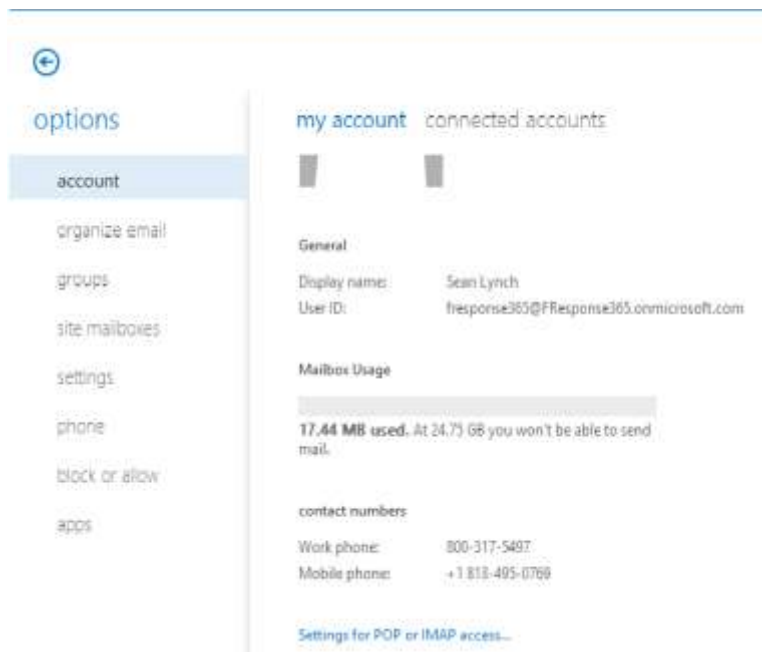 options
account
organize email
groups
site mailboxes
settings
phone
block or allow
apps
my account connected accounts
General
Display name: Sean Lynch
User ID: fresponse365@FResponse365.onmicrosoft.com
Mailbox Usage
17.44 MB used. At 24.75 GB you won't be able to send
mail.
contact numbers
Work phone: 800-317-5497
Mobile phone: +1 813-495-0769
Settings for POP or IMAP access...